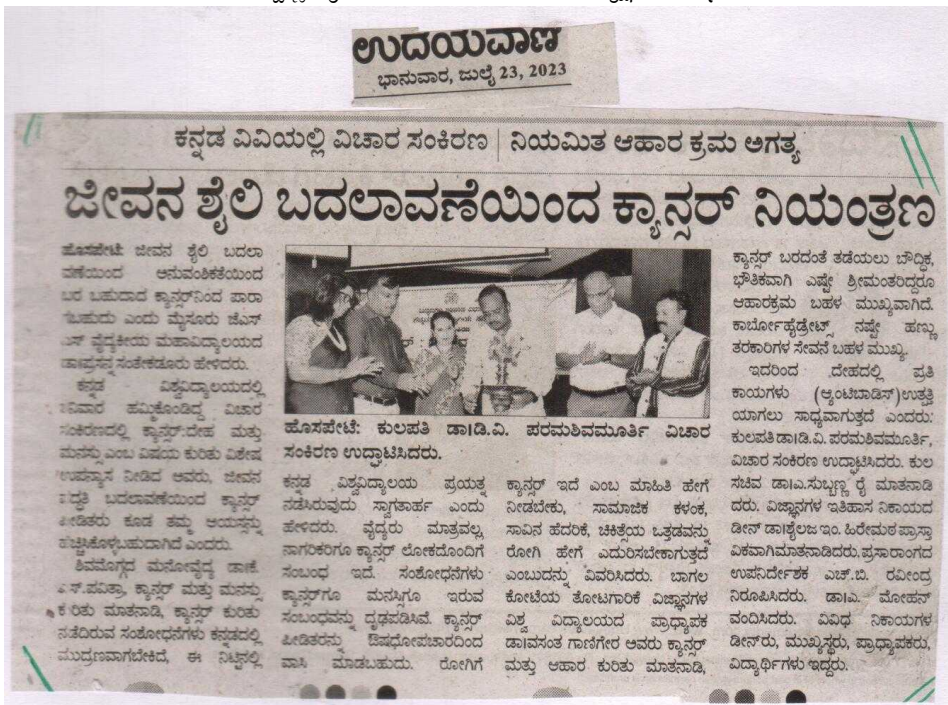 ಉದಯವಾಣಿ
ಭಾನುವಾರ, ಜುಲೈ 23, 2023
ಕನ್ನಡ ವಿವಿಯಲ್ಲಿ ವಿಚಾರ ಸಂಕಿರಣ | ನಿಯಮಿತ ಆಹಾರ ಕ್ರಮ ಅಗತ್ಯ
ಜೀವನ ಶೈಲಿ ಬದಲಾವಣೆಯಿಂದ ಕ್ಯಾನ್ಸರ್ ನಿಯಂತ್ರಣ
ಹೊಸಪೇಟೆ: ಜೀವನ ಶೈಲಿ ಬದಲಾ
ವಣೆಯಿಂದ ಅನುವಂಶಿಕತೆಯಿಂದ
ಬರ ಬಹುದಾದ ಕ್ಯಾನ್ಸರ್‌ನಿಂದ ಪಾರಾ
ಗಬಹುದು ಎಂದು ಮೈಸೂರು ಜೆಎಸ್
ಎಸ್ ವೈದ್ಯಕೀಯ ಮಹಾವಿದ್ಯಾಲಯದ
ಡಾ।ಪ್ರಸನ್ನ ಸಂತೇಕಡೂರು ಹೇಳಿದರು.
ಕನ್ನಡ ವಿಶ್ವವಿದ್ಯಾಲಯದಲ್ಲಿ
ಶನಿವಾರ ಹಮ್ಮಿಕೊಂಡಿದ್ದ ವಿಚಾರ
ಸಂಕಿರಣದಲ್ಲಿ ಕ್ಯಾನ್ಸರ್:ದೇಹ ಮತ್ತು
ಮನಸ್ಸು ಎಂಬ ವಿಷಯ ಕುರಿತು ವಿಶೇಷ
ಉಪನ್ಯಾಸ ನೀಡಿದ ಅವರು, ಜೀವನ
ಪದ್ಧತಿ ಬದಲಾವಣೆಯಿಂದ ಕ್ಯಾನ್ಸರ್
ಪೀಡಿತರು ಕೂಡ ತಮ್ಮ ಆಯಸ್ಸನ್ನು
ಹೆಚ್ಚಿಸಿಕೊಳ್ಳಬಹುದಾಗಿದೆ ಎಂದರು.
ಶಿವಮೊಗ್ಗದ ಮನೋವೈದ್ಯ ಡಾ।ಕೆ.
ಎಸ್.ಪವಿತ್ರಾ, ಕ್ಯಾನ್ಸರ್ ಮತ್ತು ಮನಸ್ಸು
ಕುರಿತು ಮಾತನಾಡಿ, ಕ್ಯಾನ್ಸರ್ ಕುರಿತು
ನಡೆದಿರುವ ಸಂಶೋಧನೆಗಳು ಕನ್ನಡದಲ್ಲಿ
ಮುದ್ರಣವಾಗಬೇಕಿದೆ, ಈ ನಿಟ್ಟಿನಲ್ಲಿ
ಹೊಸಪೇಟೆ: ಕುಲಪತಿ ಡಾ।ಡಿ.ವಿ. ಪರಮಶಿವಮೂರ್ತಿ ವಿಚಾರ
ಸಂಕಿರಣ ಉದ್ಘಾಟಿಸಿದರು.
ಕನ್ನಡ ವಿಶ್ವವಿದ್ಯಾಲಯ ಪ್ರಯತ್ನ
ನಡೆಸಿರುವುದು ಸ್ವಾಗತಾರ್ಹ ಎಂದು
ಹೇಳಿದರು. ವೈದ್ಯರು ಮಾತ್ರವಲ್ಲ
ನಾಗರಿಕರಿಗೂ ಕ್ಯಾನ್ಸರ್ ಲೋಕದೊಂದಿಗೆ
ಸಂಬಂಧ ಇದೆ. ಸಂಶೋಧನೆಗಳು
ಕ್ಯಾನ್ಸರ್‌ಗೂ ಮನಸ್ಸಿಗೂ ಇರುವ
ಸಂಬಂಧವನ್ನು ದೃಢಪಡಿಸಿವೆ. ಕ್ಯಾನ್ಸರ್
ಪೀಡಿತರನ್ನು ಔಷಧೋಪಚಾರದಿಂದ
ವಾಸಿ ಮಾಡಬಹುದು. ರೋಗಿಗೆ
ಕ್ಯಾನ್ಸರ್ ಇದೆ ಎಂಬ ಮಾಹಿತಿ ಹೇಗೆ
ನೀಡಬೇಕು, ಸಾಮಾಜಿಕ ಕಳಂಕ,
ಸಾವಿನ ಹೆದರಿಕೆ, ಚಿಕಿತ್ಸೆಯ ಒತ್ತಡವನ್ನು
ರೋಗಿ ಹೇಗೆ ಎದುರಿಸಬೇಕಾಗುತ್ತದೆ
ಎಂಬುದನ್ನು ವಿವರಿಸಿದರು. ಬಾಗಲ
ಕೋಟೆಯ ತೋಟಗಾರಿಕೆ ವಿಜ್ಞಾನಗಳ
ವಿಶ್ವ ವಿದ್ಯಾಲಯದ ಪ್ರಾಧ್ಯಾಪಕ
ಡಾ।ವಸಂತ ಗಾಣಿಗೇರ ಅವರು ಕ್ಯಾನ್ಸರ್
ಮತ್ತು ಆಹಾರ ಕುರಿತು ಮಾತನಾಡಿ,
ಕ್ಯಾನ್ಸರ್ ಬರದಂತೆ ತಡೆಯಲು ಬೌದ್ಧಿಕ,
ಭೌತಿಕವಾಗಿ ಎಷ್ಟೇ ಶ್ರೀಮಂತರಿದ್ದರೂ
ಆಹಾರಕ್ರಮ ಬಹಳ ಮುಖ್ಯವಾಗಿದೆ.
ಕಾರ್ಬೋಹೈಡ್ರೇಟ್ಸ್ ನಷ್ಟೇ ಹಣ್ಣು
ತರಕಾರಿಗಳ ಸೇವನೆ ಬಹಳ ಮುಖ್ಯ.
ಇದರಿಂದ ದೇಹದಲ್ಲಿ ಪ್ರತಿ
ಕಾಯಗಳು (ಆ್ಯಂಟಿಬಾಡಿಸ್)ಉತ್ಪತ್ತಿ
ಯಾಗಲು ಸಾಧ್ಯವಾಗುತ್ತದೆ ಎಂದರು.
ಕುಲಪತಿ ಡಾ।ಡಿ.ವಿ.ಪರಮಶಿವಮೂರ್ತಿ,
ವಿಚಾರ ಸಂಕಿರಣ ಉದ್ಘಾಟಿಸಿದರು. ಕುಲ
ಸಚಿವ ಡಾ।ಎ.ಸುಬ್ಬಣ್ಣ ರೈ ಮಾತನಾಡಿ
ದರು. ವಿಜ್ಞಾನಗಳ ಇತಿಹಾಸ ನಿಕಾಯದ
ಡೀನ್ ಡಾ।ಶೈಲಜ ಇಂ. ಹಿರೇಮಠ ಪ್ರಾಸ್ತಾ
ವಿಕವಾಗಿಮಾತನಾಡಿದರು.ಪ್ರಸಾರಾಂಗದ
ಉಪನಿರ್ದೇಶಕ ಎಚ್.ಬಿ. ರವೀಂದ್ರ
ನಿರೂಪಿಸಿದರು. ಡಾ।ಎ. ಮೋಹನ್
ವಂದಿಸಿದರು. ವಿವಿಧ ನಿಕಾಯಗಳ
ಡೀನ್‌ರು, ಮುಖ್ಯಸ್ಥರು, ಪ್ರಾಧ್ಯಾಪಕರು,
ವಿದ್ಯಾರ್ಥಿಗಳು ಇದ್ದರು.